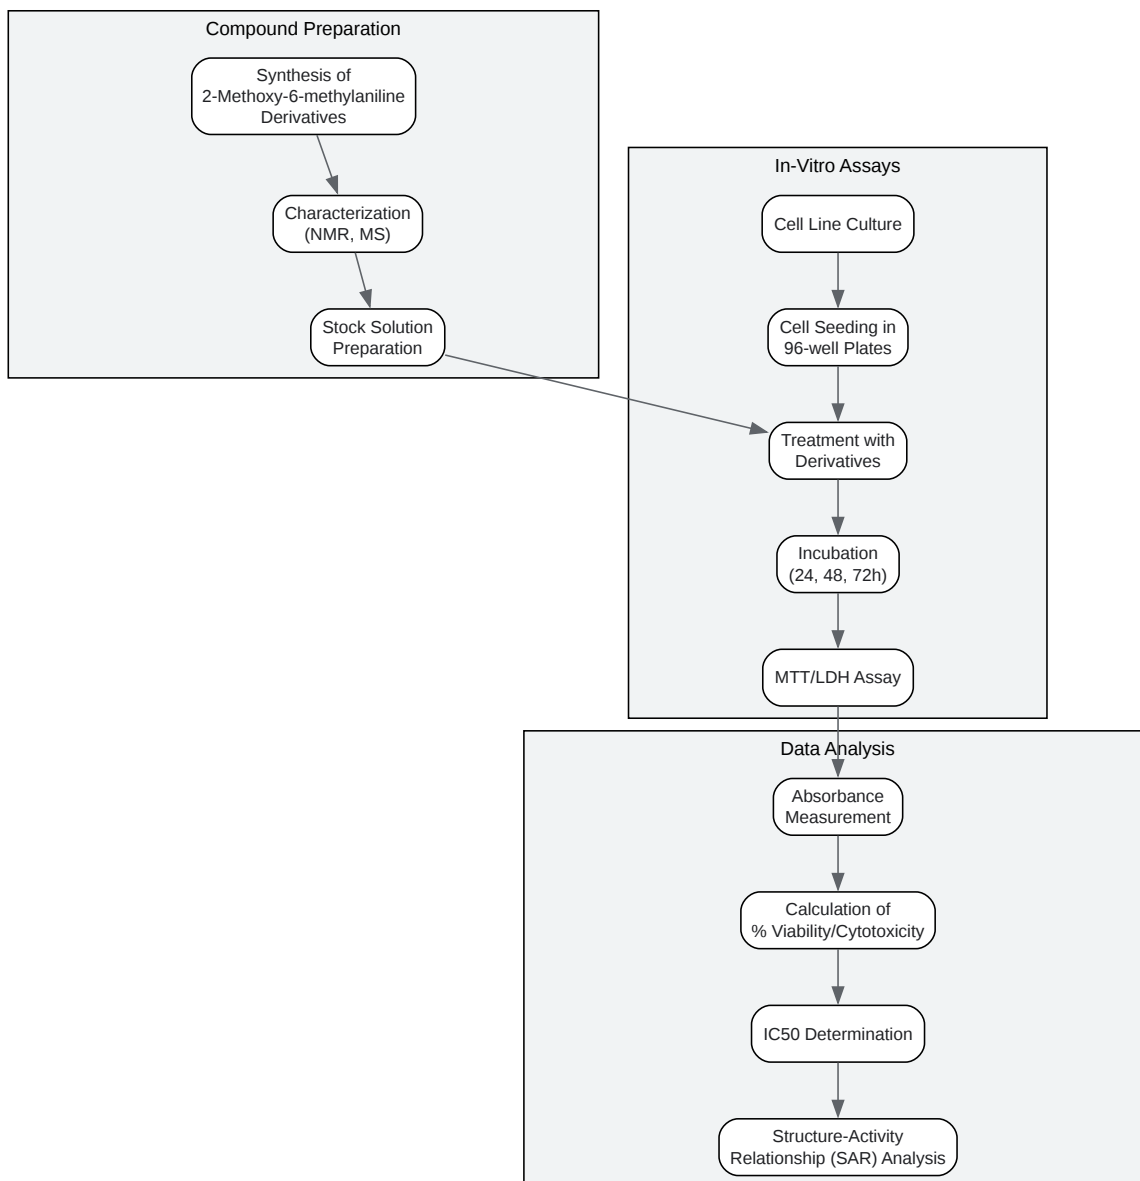 Compound Preparation
Synthesis of
2-Methoxy-6-methylaniline
Derivatives
Characterization
(NMR, MS)
Stock Solution
Preparation
In-Vitro Assays
Cell Line Culture
Cell Seeding in
96-well Plates
Treatment with
Derivatives
Incubation
(24, 48, 72h)
MTT/LDH Assay
Data Analysis
Absorbance
Measurement
Calculation of
% Viability/Cytotoxicity
IC50 Determination
Structure-Activity
Relationship (SAR) Analysis